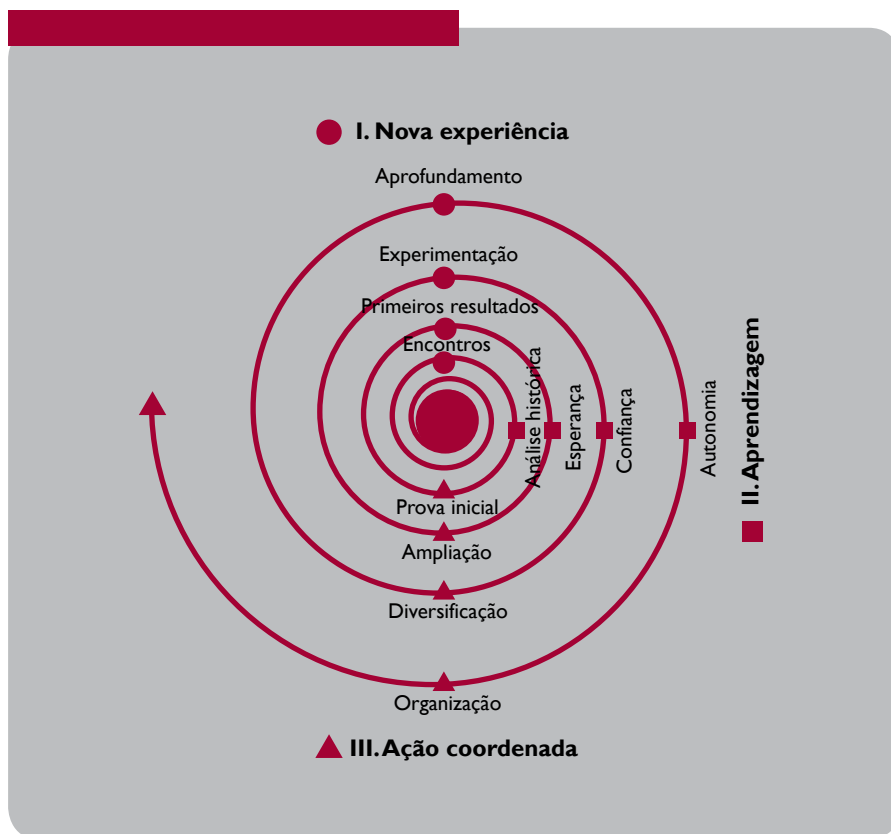 I. Nova experiência
Aprofundamento
Experimentação
Primeiros resultados
Encontros
Análise histórica
Esperança
Confiança
Autonomia
II. Aprendizagem
Prova inicial
Ampliação
Diversificação
Organização
III. Ação coordenada